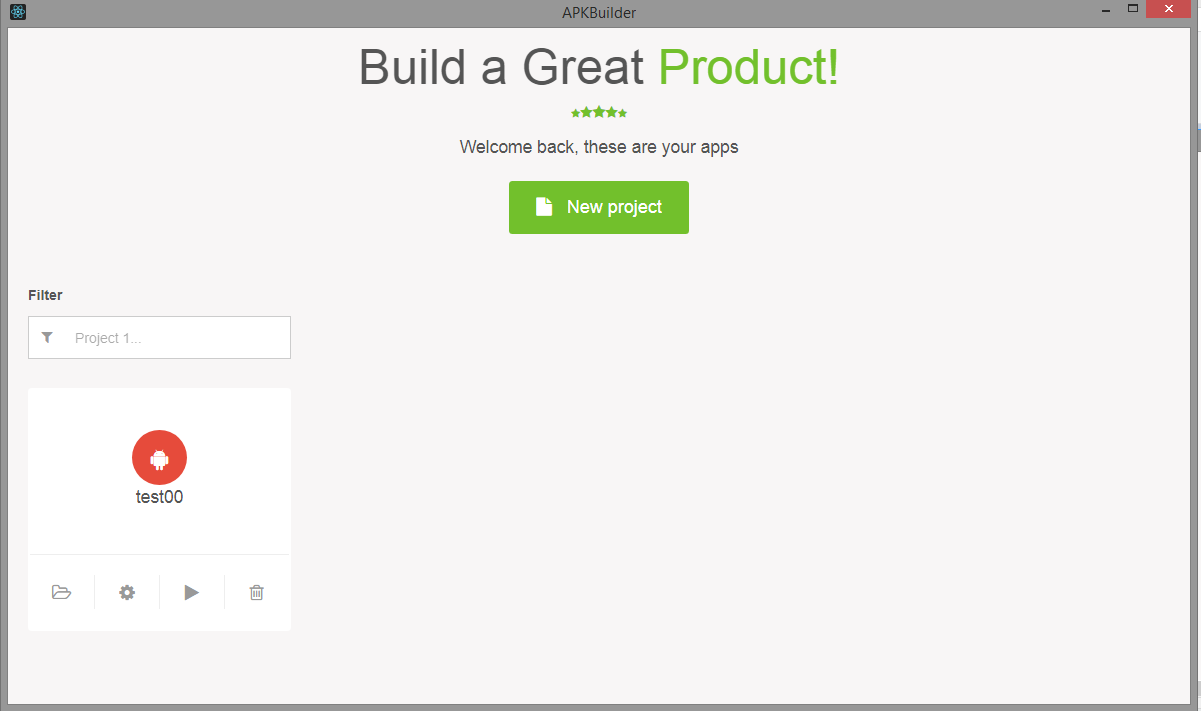 APKBuilder
Build a Great Product!
Welcome back, these are your apps
New project
Filter
Project 1...
test00